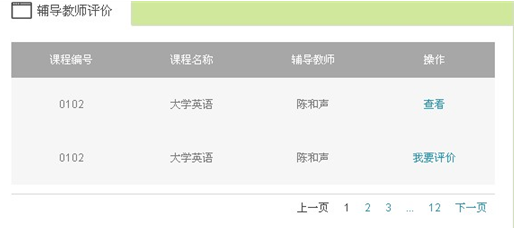 辅导教师评价
课程编号 课程名称 辅导教师 操作
0102 大学英语 陈和声 查看
0102 大学英语 陈和声 我要评价
上一页 1 2 3 ... 12 下一页